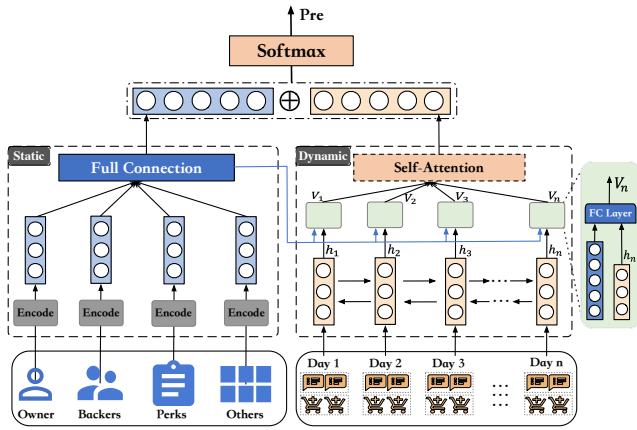 Pre
Softmax
Static
Full Connection
Dynamic
Self-Attention
V₁
V₂
V₃
Vₙ
Vₙ
FC Layer
h₁
h₂
h₃
hₙ
hₙ
Encode
Encode
Encode
Encode
Owner
Backers
Perks
Others
Day 1
Day 2
Day 3
Day n